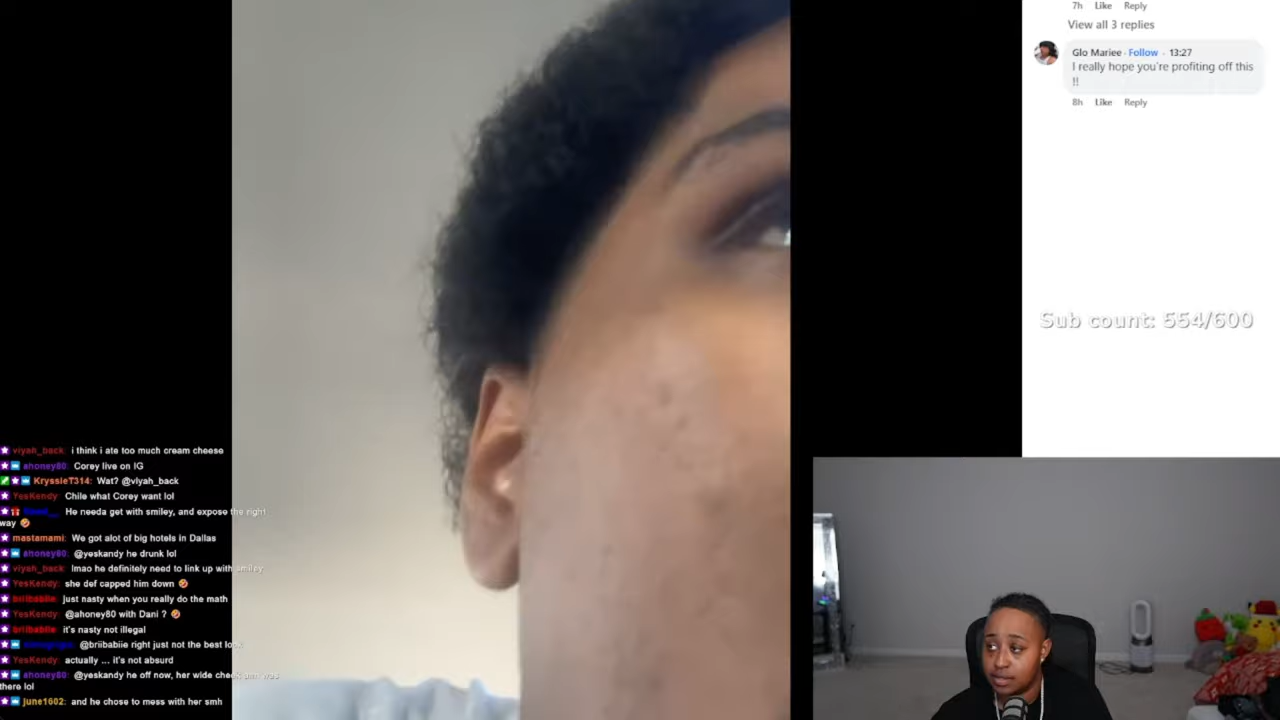 7h Like Reply
View all 3 replies
Glo Mariee · Follow · 13:27
I really hope you're profiting off this
!!
8h Like Reply
Sub count: 554/600
viyah_back: i think i ate too much cream cheese
ahoney80: Corey live on IG
KryssieT314: Wat? @viyah_back
YesKendy: Chile what Corey want lol
He needa get with smiley, and expose the right
way 🤣
mastamami: We got alot of big hotels in Dallas
ahoney80: @yeskandy he drunk lol
viyah_back: lmao he definitely need to link up with smiley
YesKendy: she def capped him down 🤣
briibabiie: just nasty when you really do the math
YesKendy: @ahoney80 with Dani ? 🤣
briibabiie: it's nasty not illegal
@briibabiie right just not the best look
YesKendy: actually ... it's not absurd
ahoney80: @yeskandy he off now, her wide was
there lol
june1602: and he chose to mess with her smh